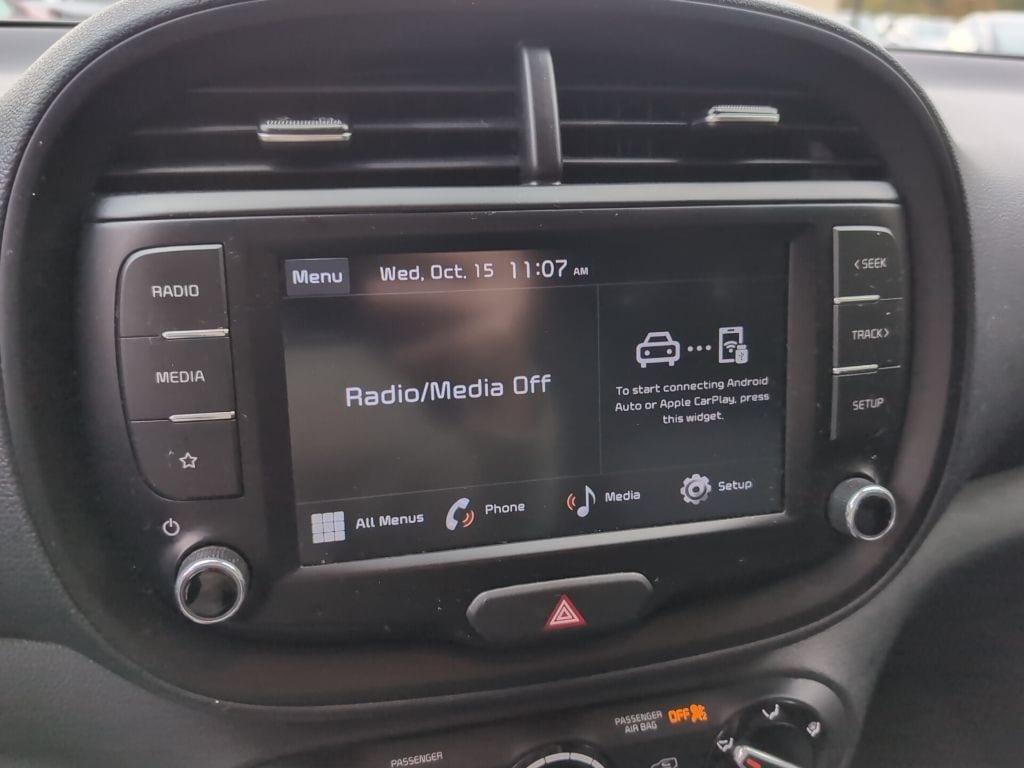 RADIO
MEDIA
Menu
Wed, Oct. 15 11:07 AM
Radio/Media Off
To start connecting Android
Auto or Apple CarPlay, press
this widget.
All Menus
Phone
Media
Setup
< SEEK
TRACK >
SETUP
PASSENGER
AIR BAG
OFF
PASSENGER